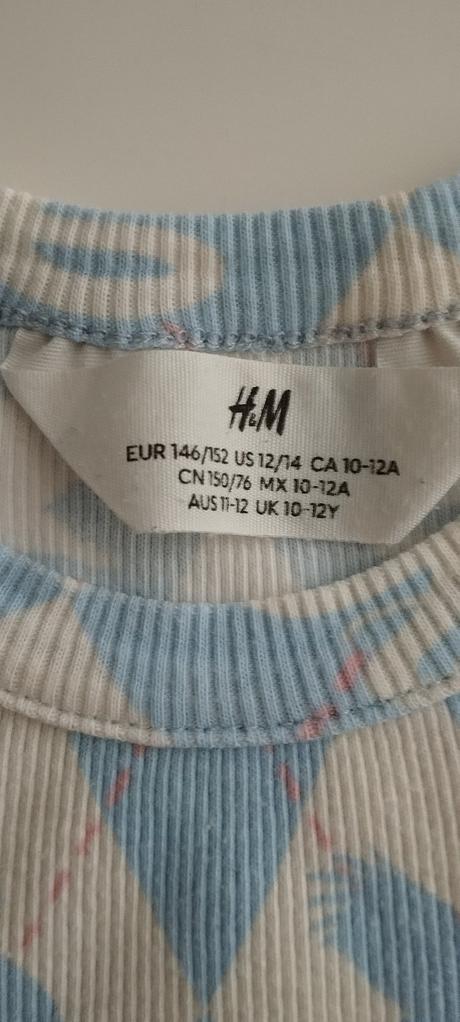 H&M
EUR 146/152 US 12/14 CA 10-12A
CN 150/76 MX 10-12A
AUS 11-12 UK 10-12Y